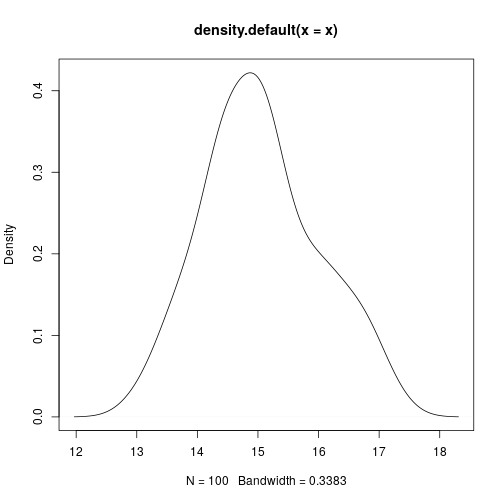 density.default(x = x)
Density
0.0
0.1
0.2
0.3
0.4
12 13 14 15 16 17 18
N = 100 Bandwidth = 0.3383